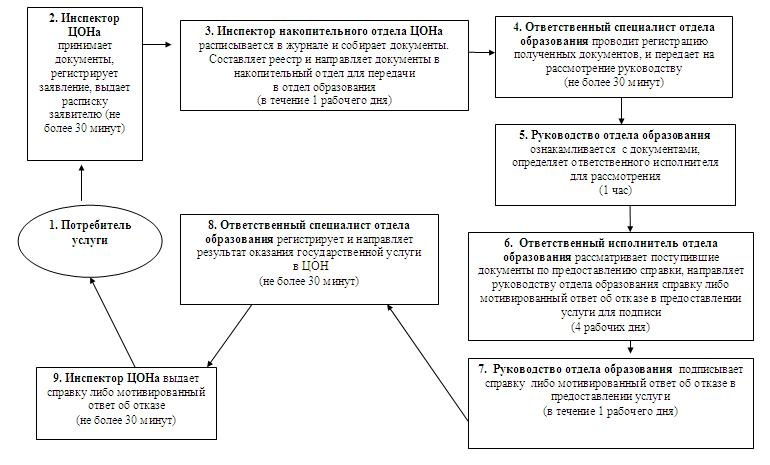 2. Инспектор
ЦОНа
принимает
документы,
регистрирует
заявление, выдает
расписку
заявителю (не
более 30 минут)
3. Инспектор накопительного отдела ЦОНа
расписывается в журнале и собирает документы.
Составляет реестр и направляет документы в
накопительный отдел для передачи
в отдел образования
(в течение 1 рабочего дня)
4. Ответственный специалист отдела
образования проводит регистрацию
полученных документов, и передает на
рассмотрение руководству
(не более 30 минут)
5. Руководство отдела образования
ознакамливается с документами,
определяет ответственного исполнителя
для рассмотрения
(1 час)
6. Ответственный исполнитель отдела
образования рассматривает поступившие
документы по предоставлению справки, направляет
руководству отдела образования справку либо
мотивированный ответ об отказе в предоставлении
услуги для подписи
(4 рабочих дня)
7. Руководство отдела образования подписывает
справку либо мотивированный ответ об отказе в
предоставлении услуги
(в течение 1 рабочего дня)
8. Ответственный специалист отдела
образования регистрирует и направляет
результат оказания государственной услуги
в ЦОН
(не более 30 минут)
9. Инспектор ЦОНа выдает
справку либо мотивированный
ответ об отказе
(не более 30 минут)
1. Потребитель
услуги